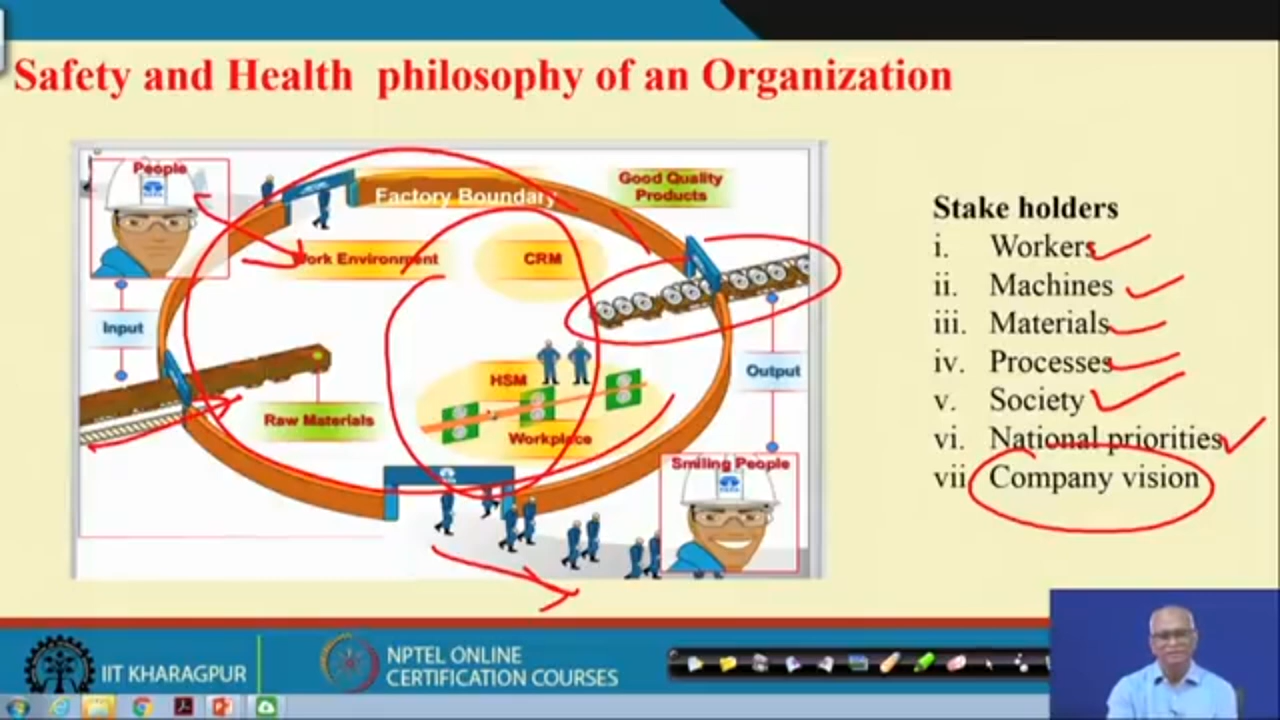 Safety and Health philosophy of an Organization
People
Factory Boundary
Good Quality
Products
Work Environment
CRM
Input
Output
HSM
Raw Materials
Workplace
Smiling People
Stake holders
i. Workers
ii. Machines
iii. Materials
iv. Processes
v. Society
vi. National priorities
vii Company vision
IIT KHARAGPUR
NPTEL ONLINE
CERTIFICATION COURSES